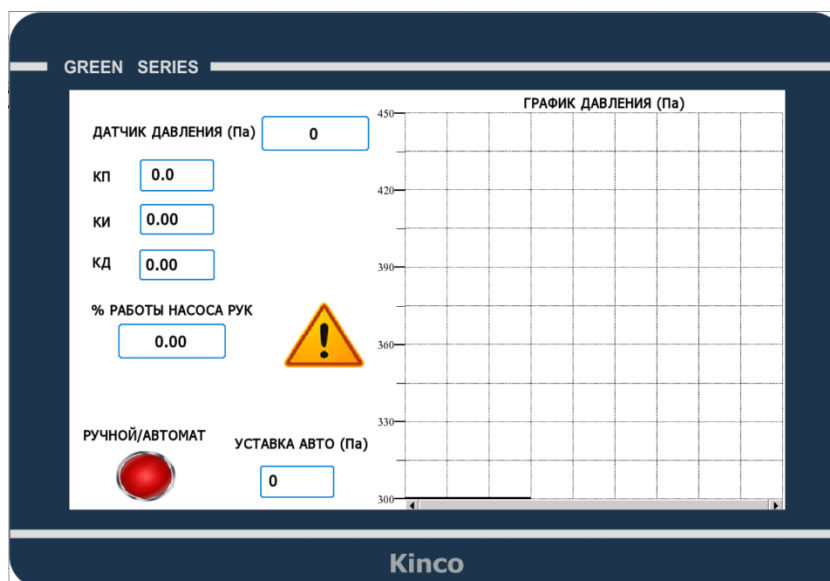 GREEN SERIES
ГРАФИК ДАВЛЕНИЯ (Па)
ДАТЧИК ДАВЛЕНИЯ (Па) 0
КП 0.0
КИ 0.00
КД 0.00
% РАБОТЫ НАСОСА РУК
0.00
РУЧНОЙ/АВТОМАТ
УСТАВКА АВТО (Па)
0
450
420
390
360
330
300
Kinco